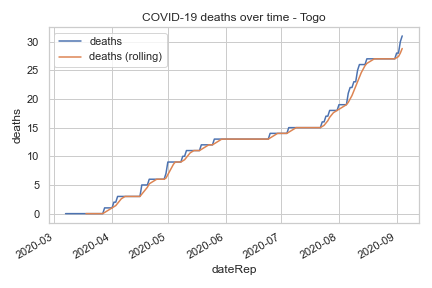 COVID-19 deaths over time - Togo
deaths
deaths (rolling)
deaths
30
25
20
15
10
5
0
2020-03
2020-04
2020-05
2020-06
2020-07
2020-08
2020-09
dateRep